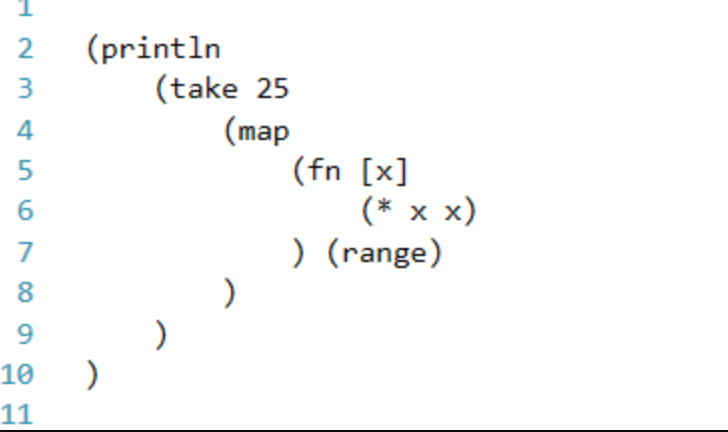 1
2 (println
3 (take 25
4 (map
5 (fn [x]
6 (* x x)
7 ) (range)
8 )
9 )
10 )
11